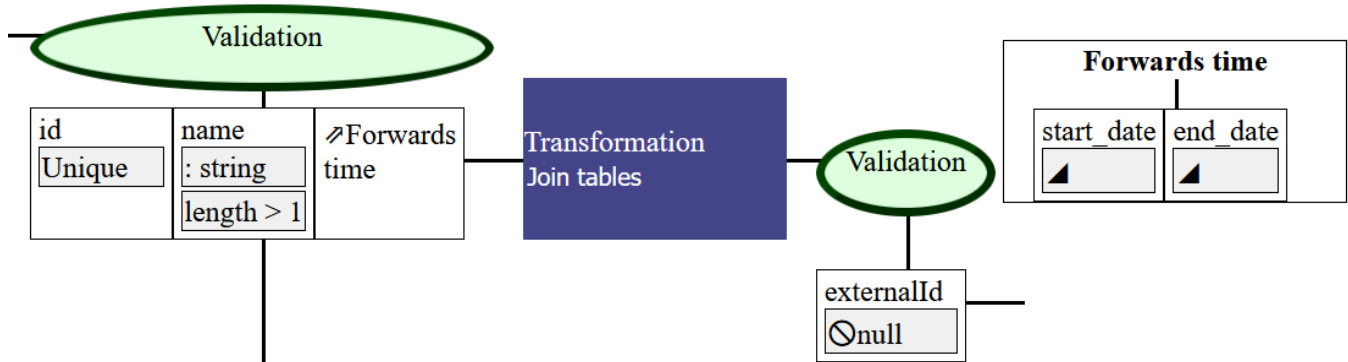 Validation
id
Unique
name
: string
length > 1
⇗Forwards
time
Transformation
Join tables
Validation
externalId
🛇null
Forwards time
start_date
◢
end_date
◢